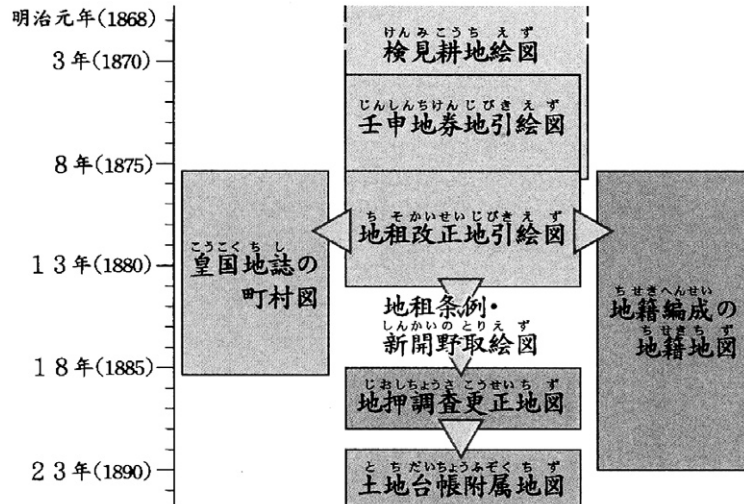 明治元年(1868)
3年(1870)
8年(1875)
13年(1880)
18年(1885)
23年(1890)
けんみこうちえず
検見耕地絵図
じんしんちけんじびきえず
壬申地券地引絵図
ちそかいせいじびきえず
地租改正地引絵図
こうこくちし
皇国地誌の
町村図
ちせきへんせい
地籍編成の
ちせきちず
地籍地図
地租条例・
しんかいのとりえず
新開野取絵図
じおしちょうさこうせいちず
地押調査更正地図
とちだいちょうふぞくちず
土地台帳附属地図